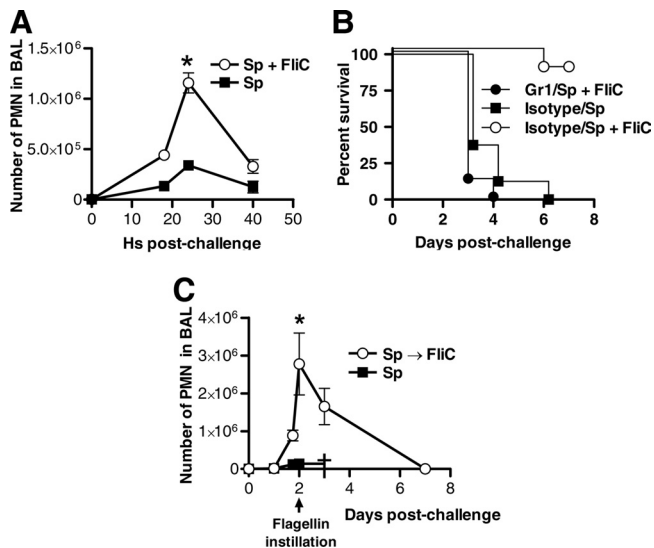 A
Number of PMN in BAL
1.5×10⁶
1.0×10⁶
5.0×10⁵
0
*
Sp + FliC
Sp
0 10 20 30 40 50
Hs post-challenge
B
Percent survival
100
75
50
25
0
Gr1/Sp + FliC
Isotype/Sp
Isotype/Sp + FliC
0 2 4 6 8
Days post-challenge
C
Number of PMN in BAL
4×10⁶
3×10⁶
2×10⁶
1×10⁶
0
*
Sp → FliC
Sp
0 2 4 6 8
Days post-challenge
Flagellin
instillation